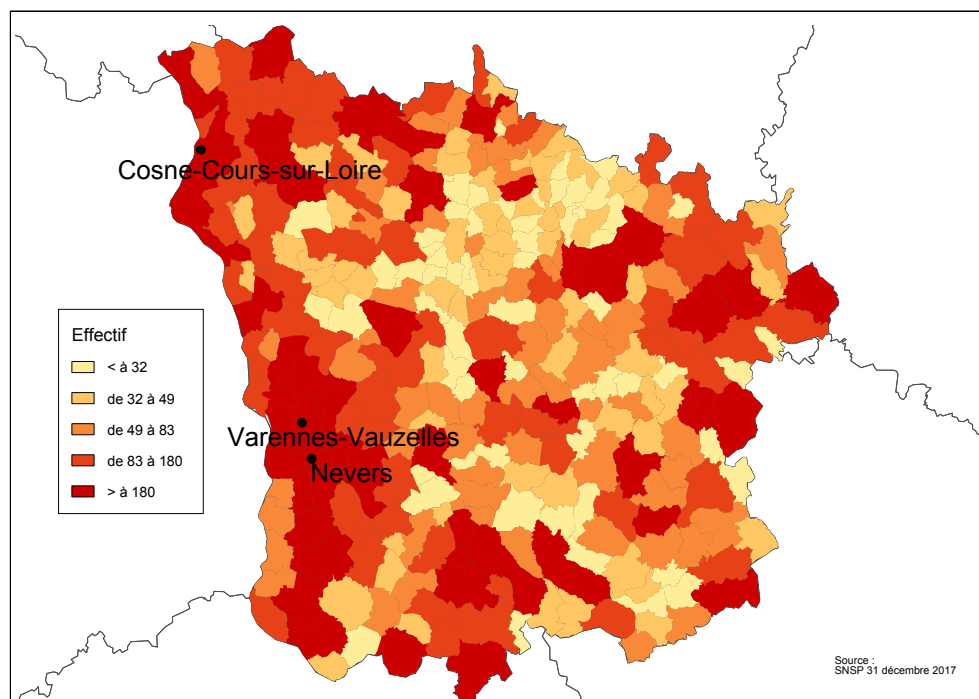 Cosne-Cours-sur-Loire
Effectif
< à 32
de 32 à 49
de 49 à 83
de 83 à 180
> à 180
Varennes-Vauzelles
Nevers
Source :
SNSP 31 décembre 2017